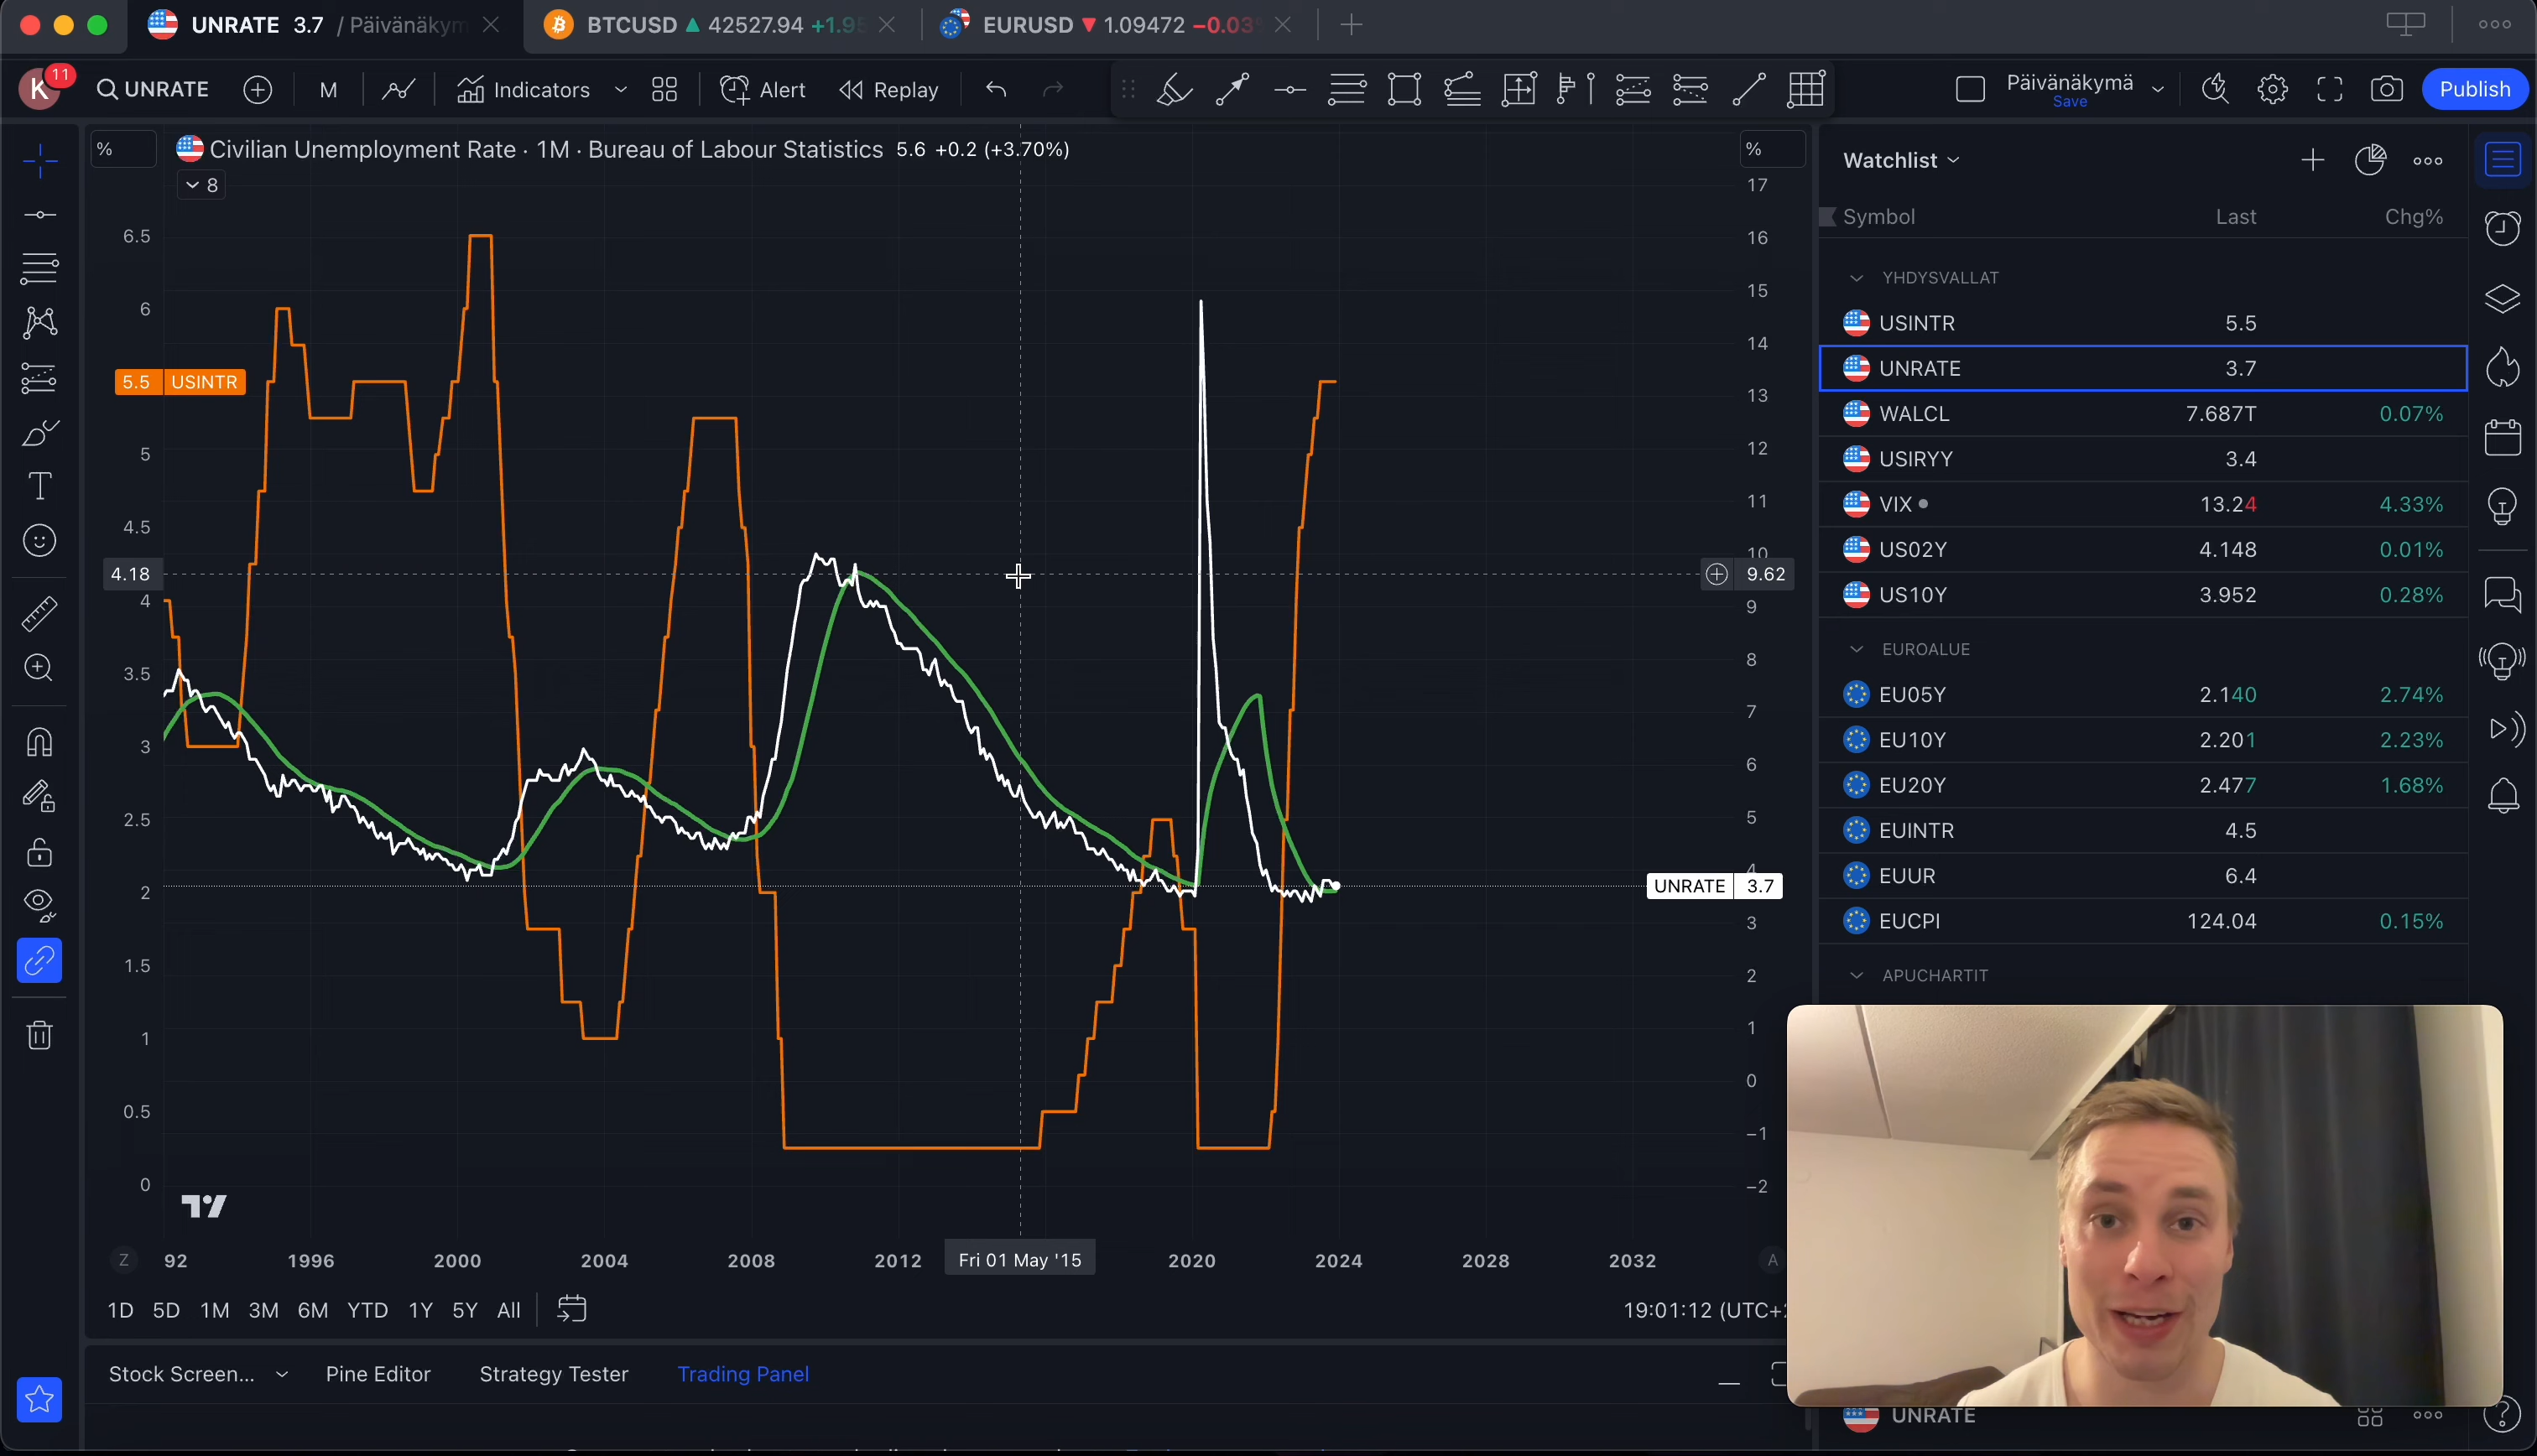 UNRATE 3.7 / Päivänäkym
BTCUSD ▲ 42527.94 +1.95
EURUSD ▼ 1.09472 −0.03
K 11
UNRATE
M
Indicators
Alert
Replay
Päivänäkymä
Save
Publish
%
Civilian Unemployment Rate · 1M · Bureau of Labour Statistics 5.6 +0.2 (+3.70%)
8
%
6.5
6
5.5 USINTR
5
4.5
4.18
4
3.5
3
2.5
2
1.5
1
0.5
0
17
16
15
14
13
12
11
10
9.62
9
8
7
6
5
4
UNRATE 3.7
3
2
1
0
−1
−2
Z
92 1996 2000 2004 2008 2012 Fri 01 May '15 2020 2024 2028 2032
A
1D 5D 1M 3M 6M YTD 1Y 5Y All
19:01:12 (UTC+2
Stock Screen... Pine Editor Strategy Tester Trading Panel
Watchlist
Symbol Last Chg%
YHDYSVALLAT
USINTR 5.5
UNRATE 3.7
WALCL 7.687T 0.07%
USIRYY 3.4
VIX 13.24 4.33%
US02Y 4.148 0.01%
US10Y 3.952 0.28%
EUROALUE
EU05Y 2.140 2.74%
EU10Y 2.201 2.23%
EU20Y 2.477 1.68%
EUINTR 4.5
EUUR 6.4
EUCPI 124.04 0.15%
APUCHARTIT
UNRATE